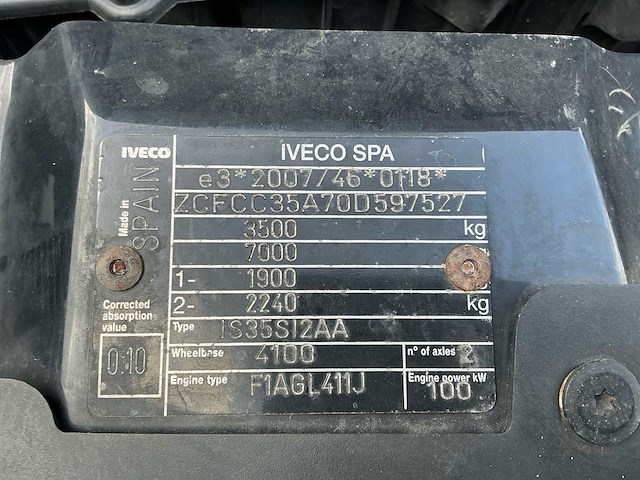 IVECO
IVECO SPA
e3*2007/46*0118*
ZCFCC35A70D597527
3500 kg
7000
1- 1900
2- 2240 kg
Made in SPAIN
Corrected absorption value
0.10
Type IS35SI2AA
Wheelbase 4100 n° of axles 2
Engine type F1AGL411J Engine power kW 100